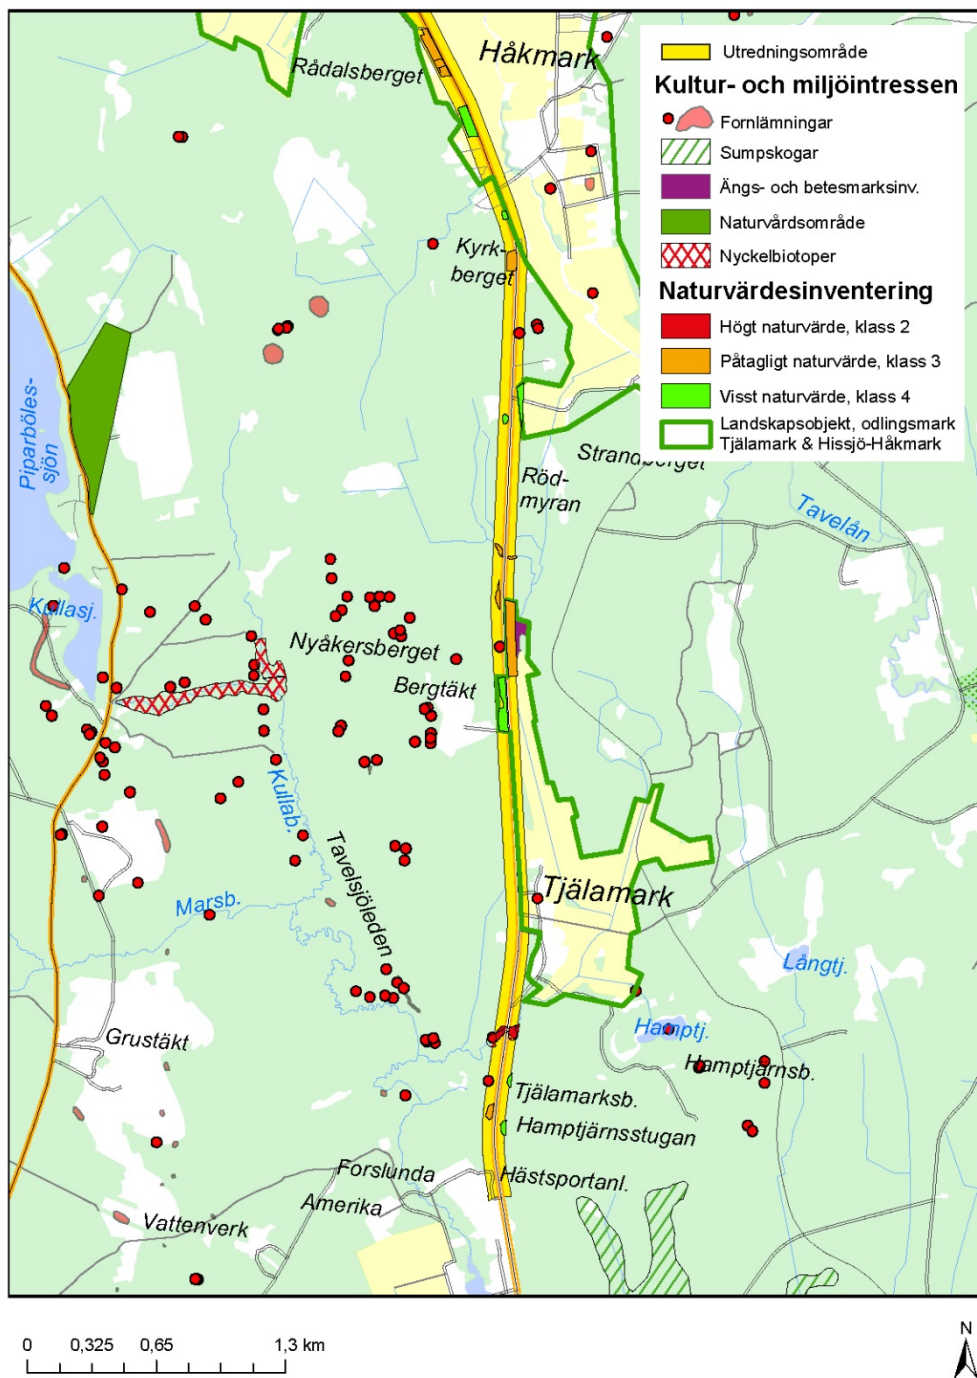 Håkmark
Rådalsberget
Utredningsområde
Kultur- och miljöintressen
Fornlämningar
Sumpskogar
Ängs- och betesmarksinv.
Naturvårdsområde
Nyckelbiotoper
Naturvärdesinventering
Högt naturvärde, klass 2
Påtagligt naturvärde, klass 3
Visst naturvärde, klass 4
Landskapsobjekt, odlingsmark
Tjälamark & Hissjö-Håkmark
Kyrk-
berget
Piparböles-
sjön
Strandberget
Röd-
myran
Tavelån
Kullasj.
Nyåkersberget
Bergtäkt
Kullab.
Tavelsjöleden
Tjälamark
Marsb.
Långtj.
Hamptj.
Grustäkt
Hamptjärnsb.
Tjälamarksb.
Hamptjärnsstugan
Forslunda
Hästsportanl.
Amerika
Vattenverk
0 0,325 0,65 1,3 km
N